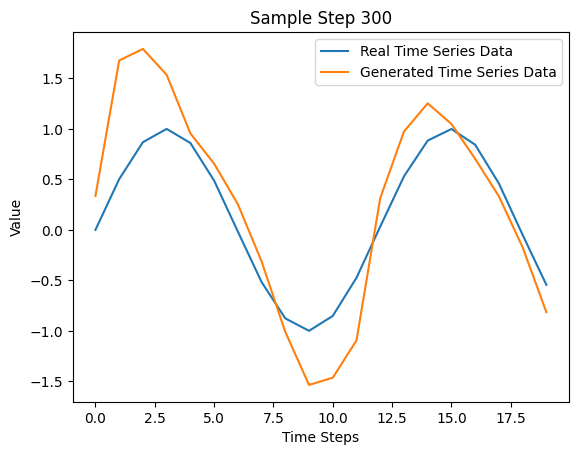 Sample Step 300
Real Time Series Data
Generated Time Series Data
Value
1.5
1.0
0.5
0.0
−0.5
−1.0
−1.5
0.0 2.5 5.0 7.5 10.0 12.5 15.0 17.5
Time Steps